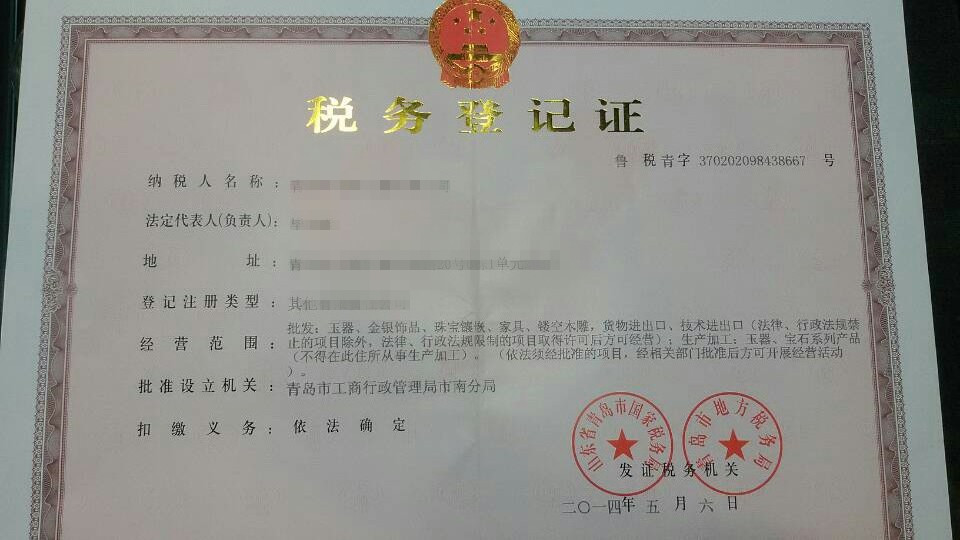 税务登记证
鲁 税 青字 370202098438667 号
纳税人名称：
法定代表人(负责人)：
地 址： 青 1单元
登记注册类型： 其他
经营范围： 批发：玉器、金银饰品、珠宝镶嵌、家具、镂空木雕，货物进出口、技术进出口（法律、行政法规禁
止的项目除外，法律、行政法规限制的项目取得许可后方可经营）；生产加工：玉器、宝石系列产品
（不得在此住所从事生产加工）。 （依法须经批准的项目，经相关部门批准后方可开展经营活动
）。
批准设立机关： 青岛市工商行政管理局市南分局
扣缴义务： 依法确定
山东省青岛市国家税务局
青岛市地方税务局
发证税务机关
二〇一四年 五 月 六 日